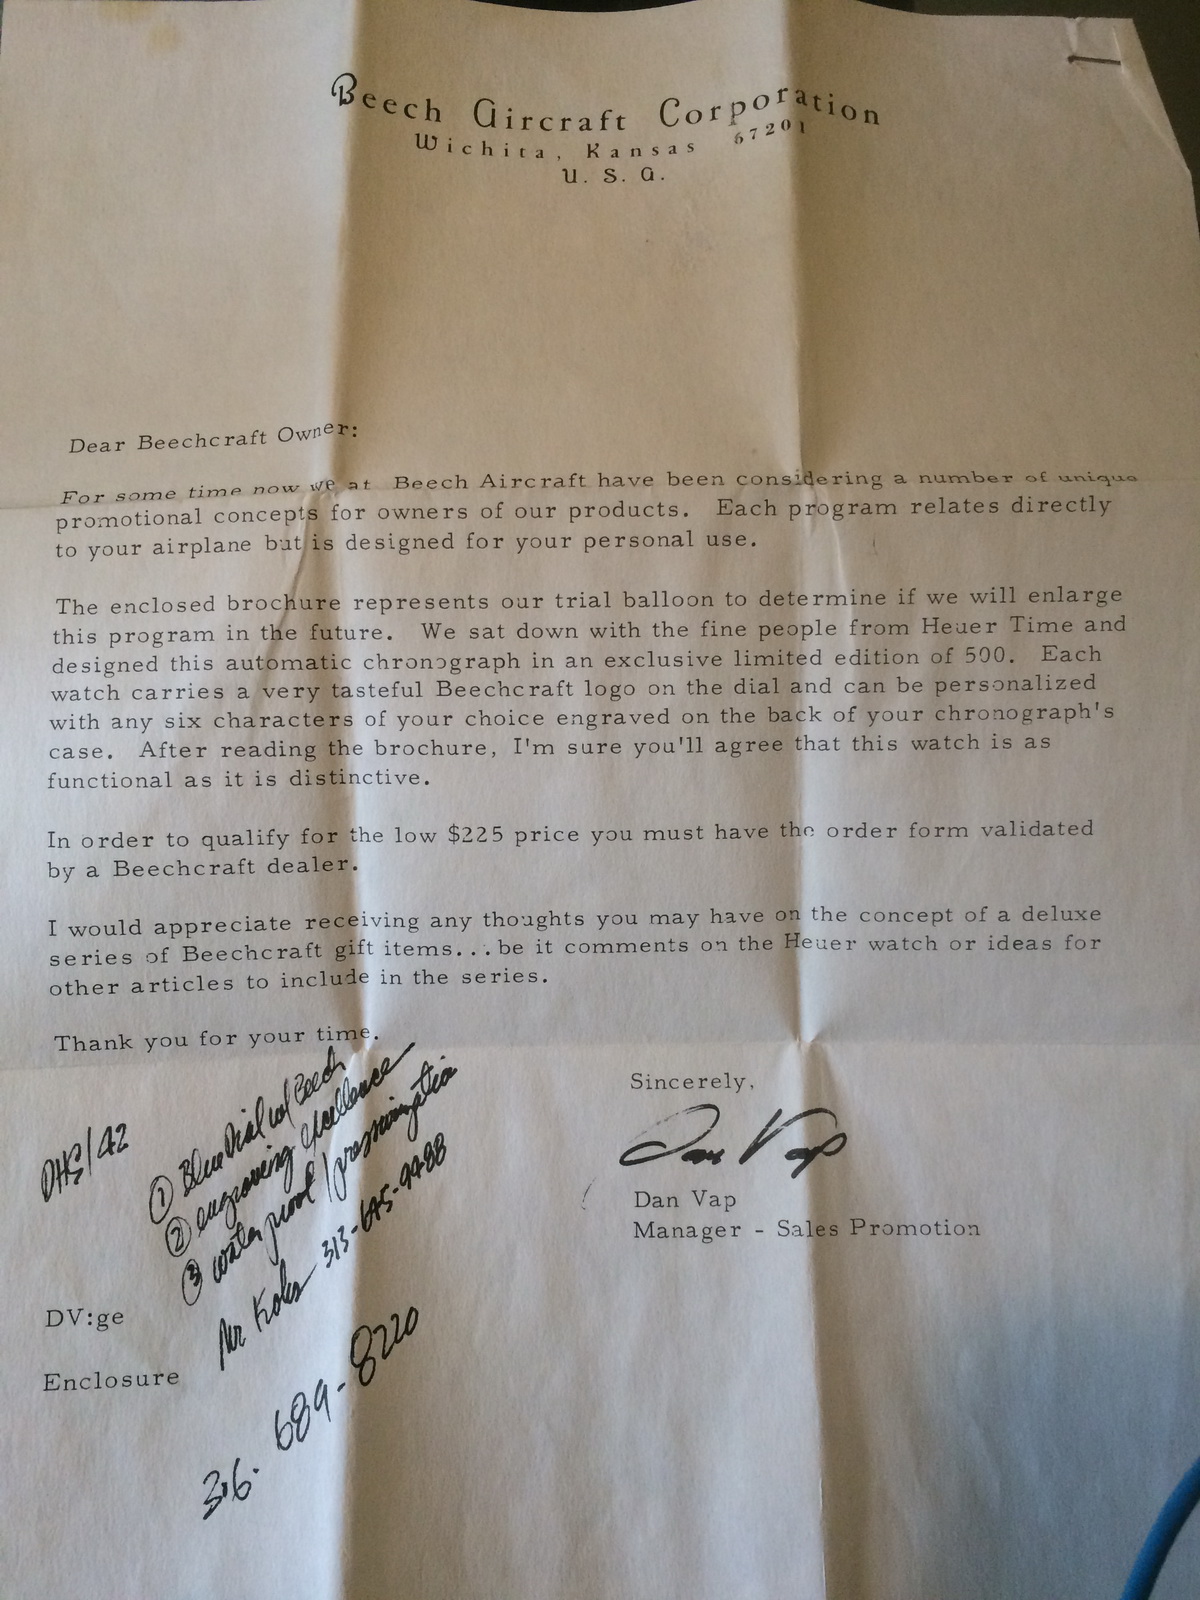 Beech Aircraft Corporation
Wichita, Kansas 67201
U. S. A.
Dear Beechcraft Owner:
For some time now we at Beech Aircraft have been considering a number of unique
promotional concepts for owners of our products. Each program relates directly
to your airplane but is designed for your personal use.
The enclosed brochure represents our trial balloon to determine if we will enlarge
this program in the future. We sat down with the fine people from Heuer Time and
designed this automatic chronograph in an exclusive limited edition of 500. Each
watch carries a very tasteful Beechcraft logo on the dial and can be personalized
with any six characters of your choice engraved on the back of your chronograph's
case. After reading the brochure, I'm sure you'll agree that this watch is as
functional as it is distinctive.
In order to qualify for the low $225 price you must have the order form validated
by a Beechcraft dealer.
I would appreciate receiving any thoughts you may have on the concept of a deluxe
series of Beechcraft gift items...be it comments on the Heuer watch or ideas for
other articles to include in the series.
Thank you for your time.
Sincerely,
Dan Vap
Dan Vap
Manager - Sales Promotion
① Blue Dial w/ Beech
② engraving excellence
③ waterproof /
Mr 313-
DV:ge
Enclosure
689-8220